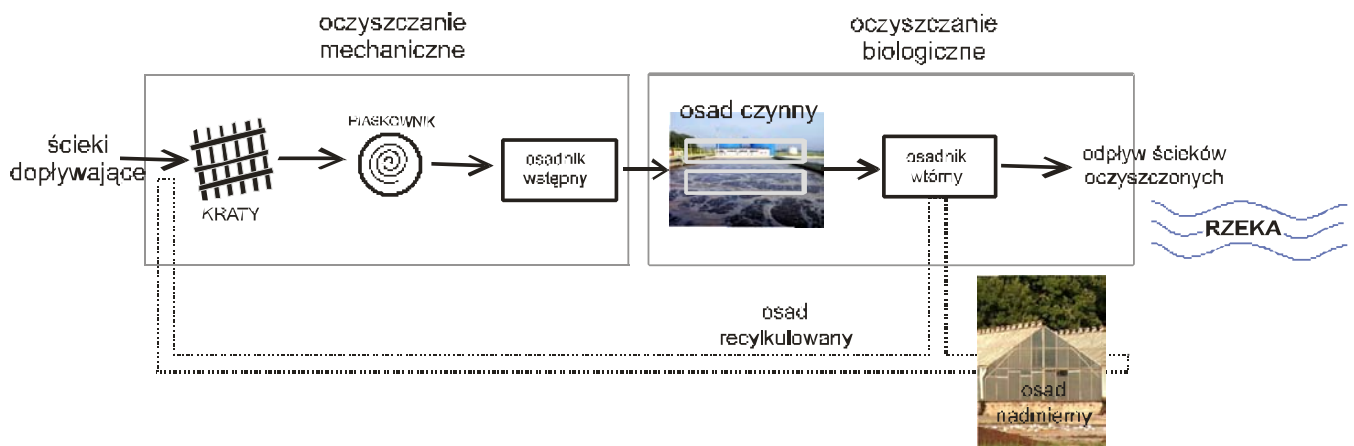 oczyszczanie
mechaniczne
oczyszczanie
biologiczne
ścieki
dopływające
KRATY
PIASKOWNIK
osadnik
wstępny
osad czynny
osadnik
wtórny
odpływ ścieków
oczyszczonych
RZEKA
osad
recylkulowany
osad
nadmierny